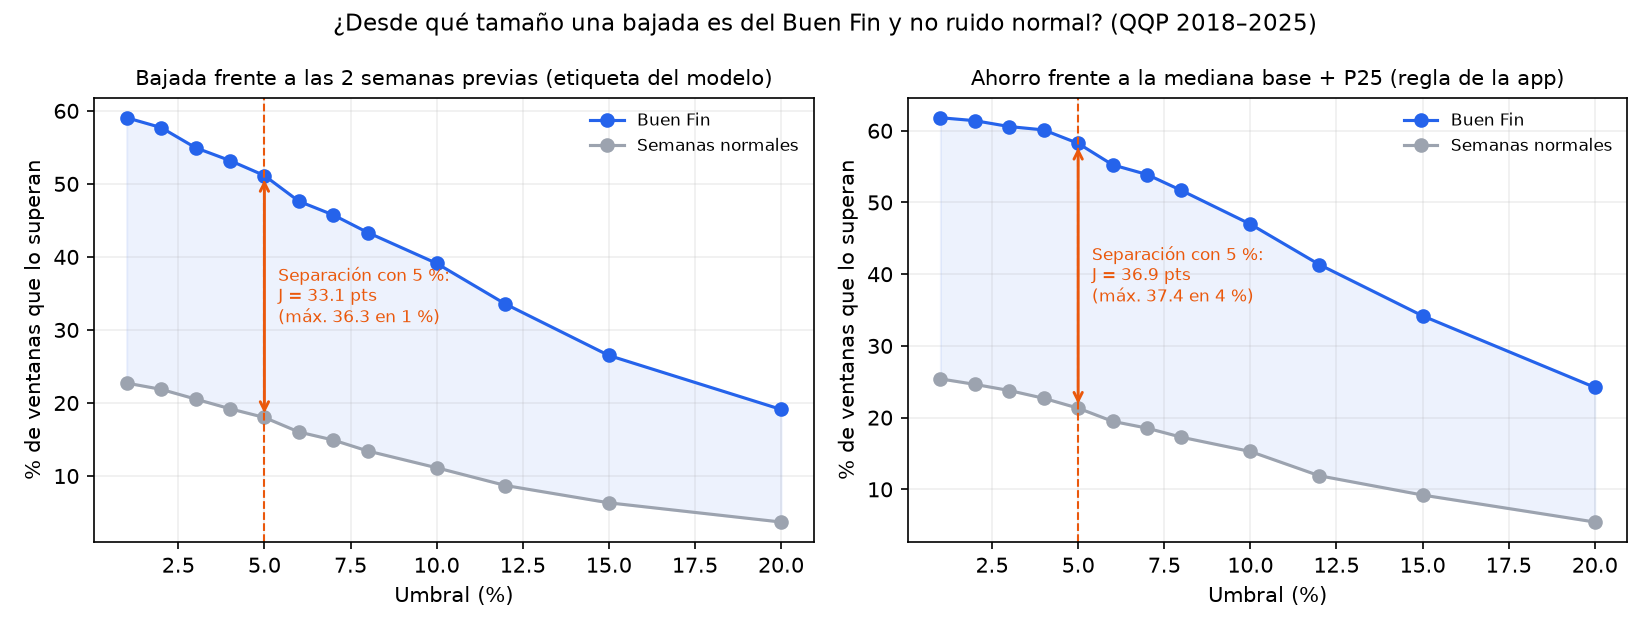 ¿Desde qué tamaño una bajada es del Buen Fin y no ruido normal? (QQP 2018–2025)
Bajada frente a las 2 semanas previas (etiqueta del modelo)
% de ventanas que lo superan
60
50
40
30
20
10
Buen Fin
Semanas normales
Separación con 5 %:
J = 33.1 pts
(máx. 36.3 en 1 %)
2.5 5.0 7.5 10.0 12.5 15.0 17.5 20.0
Umbral (%)
Ahorro frente a la mediana base + P25 (regla de la app)
% de ventanas que lo superan
60
50
40
30
20
10
Buen Fin
Semanas normales
Separación con 5 %:
J = 36.9 pts
(máx. 37.4 en 4 %)
2.5 5.0 7.5 10.0 12.5 15.0 17.5 20.0
Umbral (%)